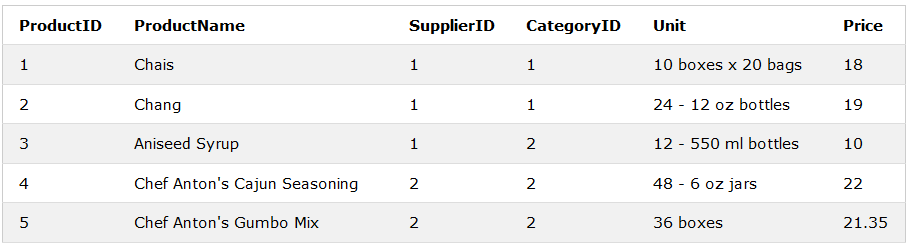 ProductID ProductName SupplierID CategoryID Unit Price
1 Chais 1 1 10 boxes x 20 bags 18
2 Chang 1 1 24 - 12 oz bottles 19
3 Aniseed Syrup 1 2 12 - 550 ml bottles 10
4 Chef Anton's Cajun Seasoning 2 2 48 - 6 oz jars 22
5 Chef Anton's Gumbo Mix 2 2 36 boxes 21.35